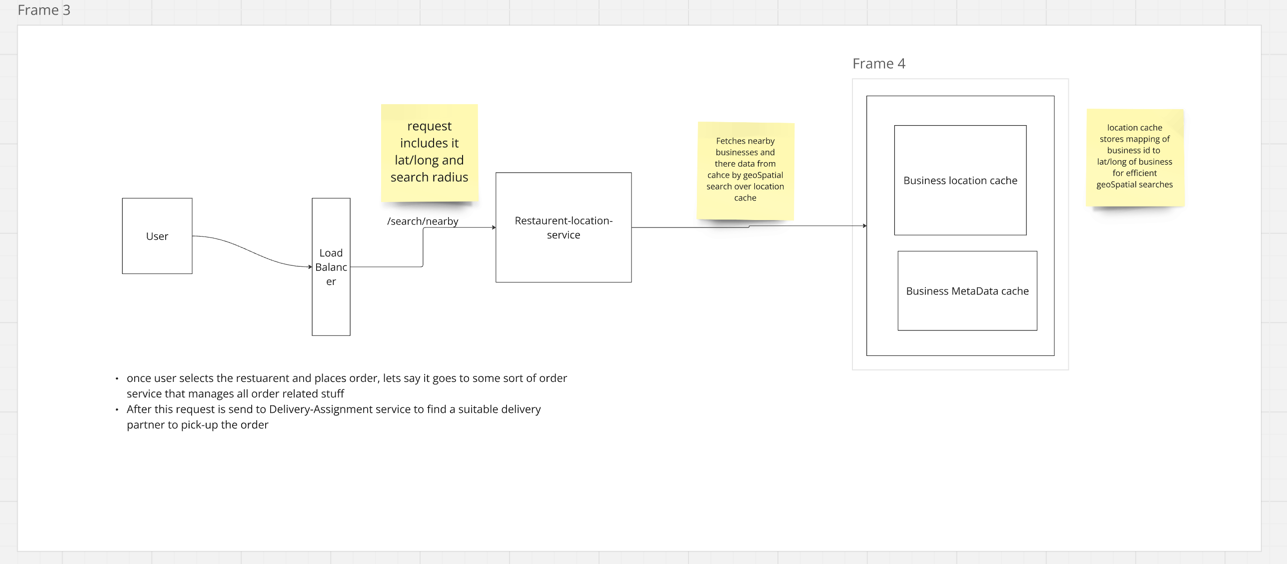 Frame 3
Frame 4
request
includes it
lat/long and
search radius
Fetches nearby
businesses and
there data from
cahce by geoSpatial
search over location
cache
location cache
stores mapping of
business id to
lat/long of business
for efficient
geoSpatial searches
User
Load
Balanc
er
/search/nearby
Restaurent-location-
service
Business location cache
Business MetaData cache
• once user selects the restuarent and places order, lets say it goes to some sort of order
service that manages all order related stuff
• After this request is send to Delivery-Assignment service to find a suitable delivery
partner to pick-up the order